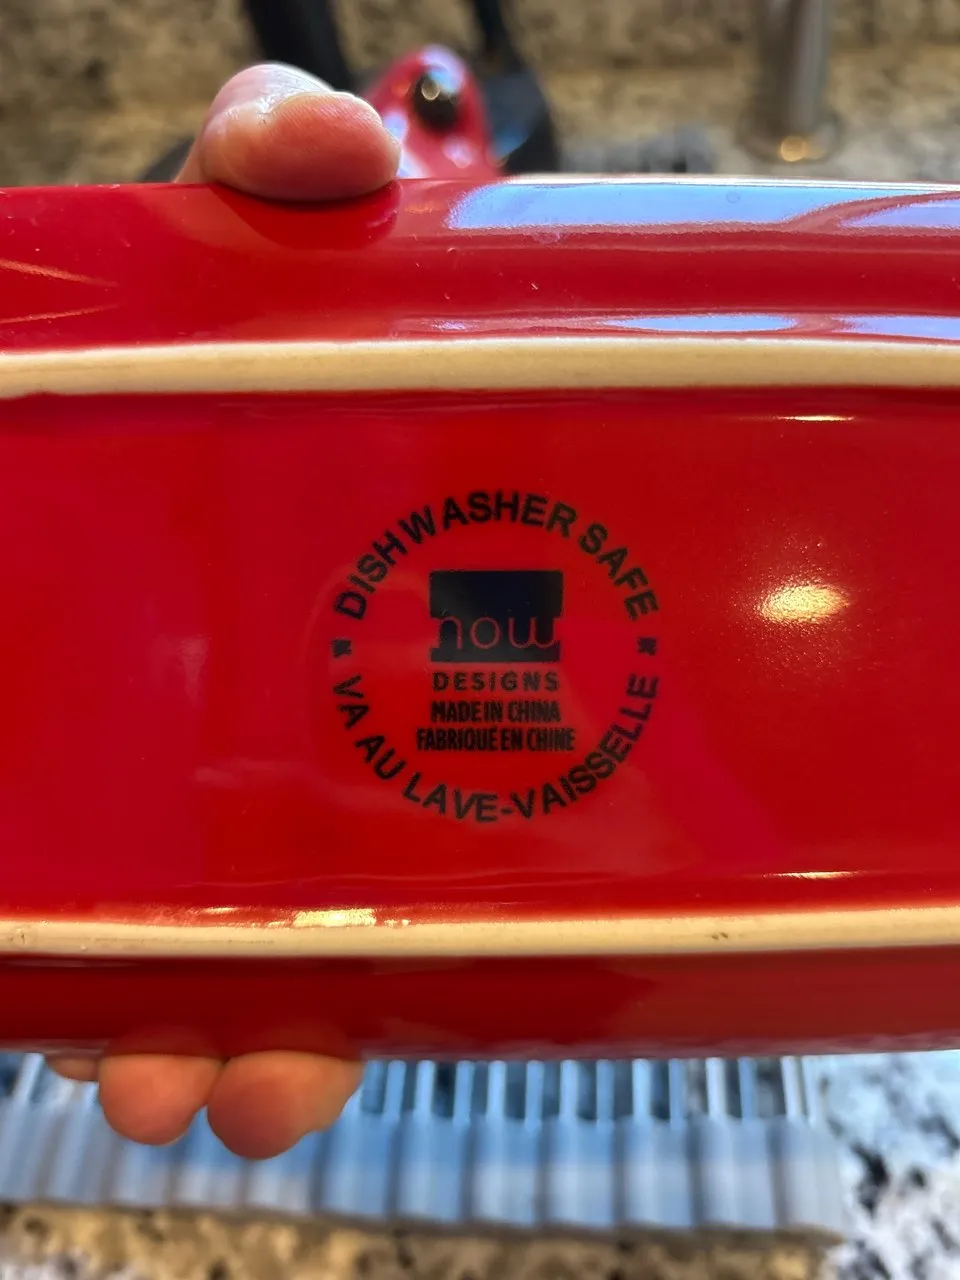 DISHWASHER SAFE
now
DESIGNS
MADE IN CHINA
FABRIQUÉ EN CHINE
VA AU LAVE-VAISSELLE